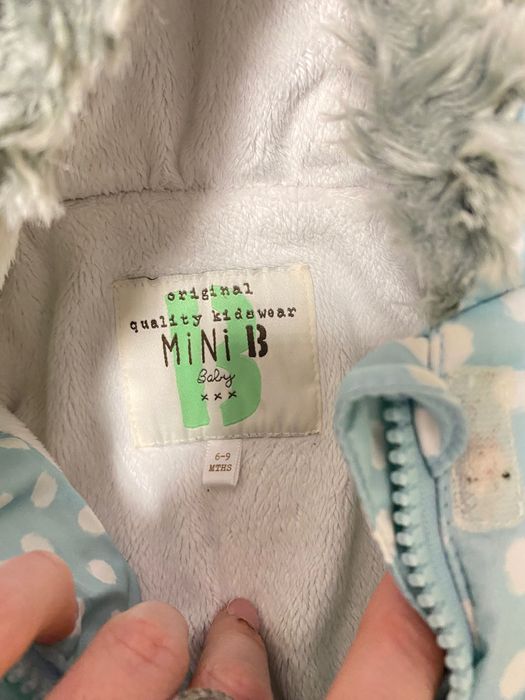 original
quality kidswear
MiNi B
Baby
xxx
6-9
MTHS